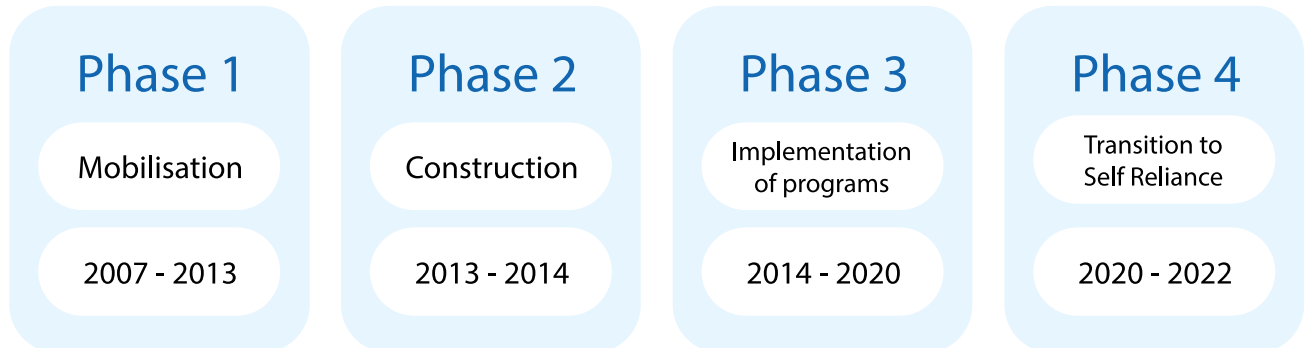 Phase 1
Mobilisation
2007 - 2013
Phase 2
Construction
2013 - 2014
Phase 3
Implementation
of programs
2014 - 2020
Phase 4
Transition to
Self Reliance
2020 - 2022